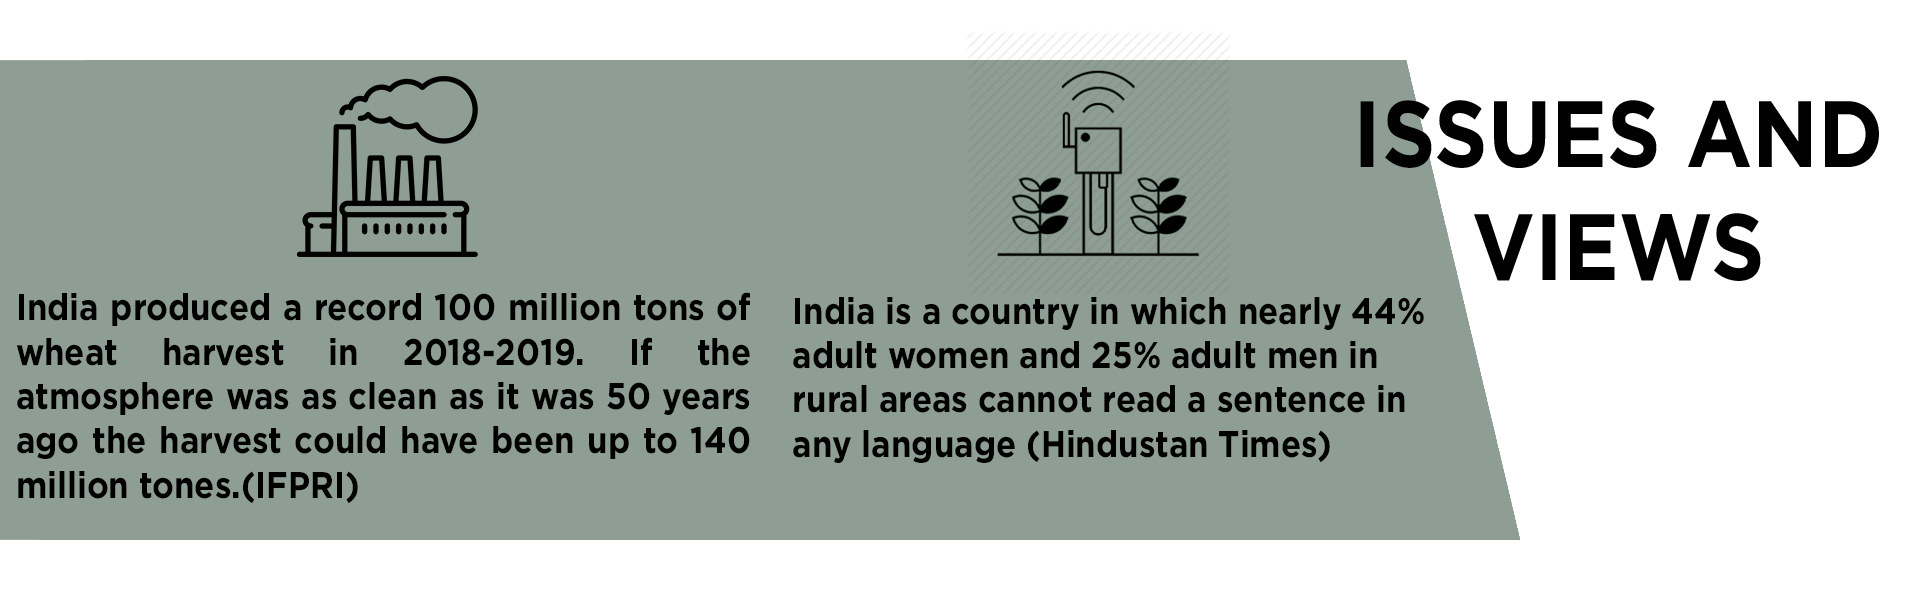 ISSUES AND
VIEWS
India produced a record 100 million tons of
wheat harvest in 2018-2019. If the
atmosphere was as clean as it was 50 years
ago the harvest could have been up to 140
million tones.(IFPRI)
India is a country in which nearly 44%
adult women and 25% adult men in
rural areas cannot read a sentence in
any language (Hindustan Times)